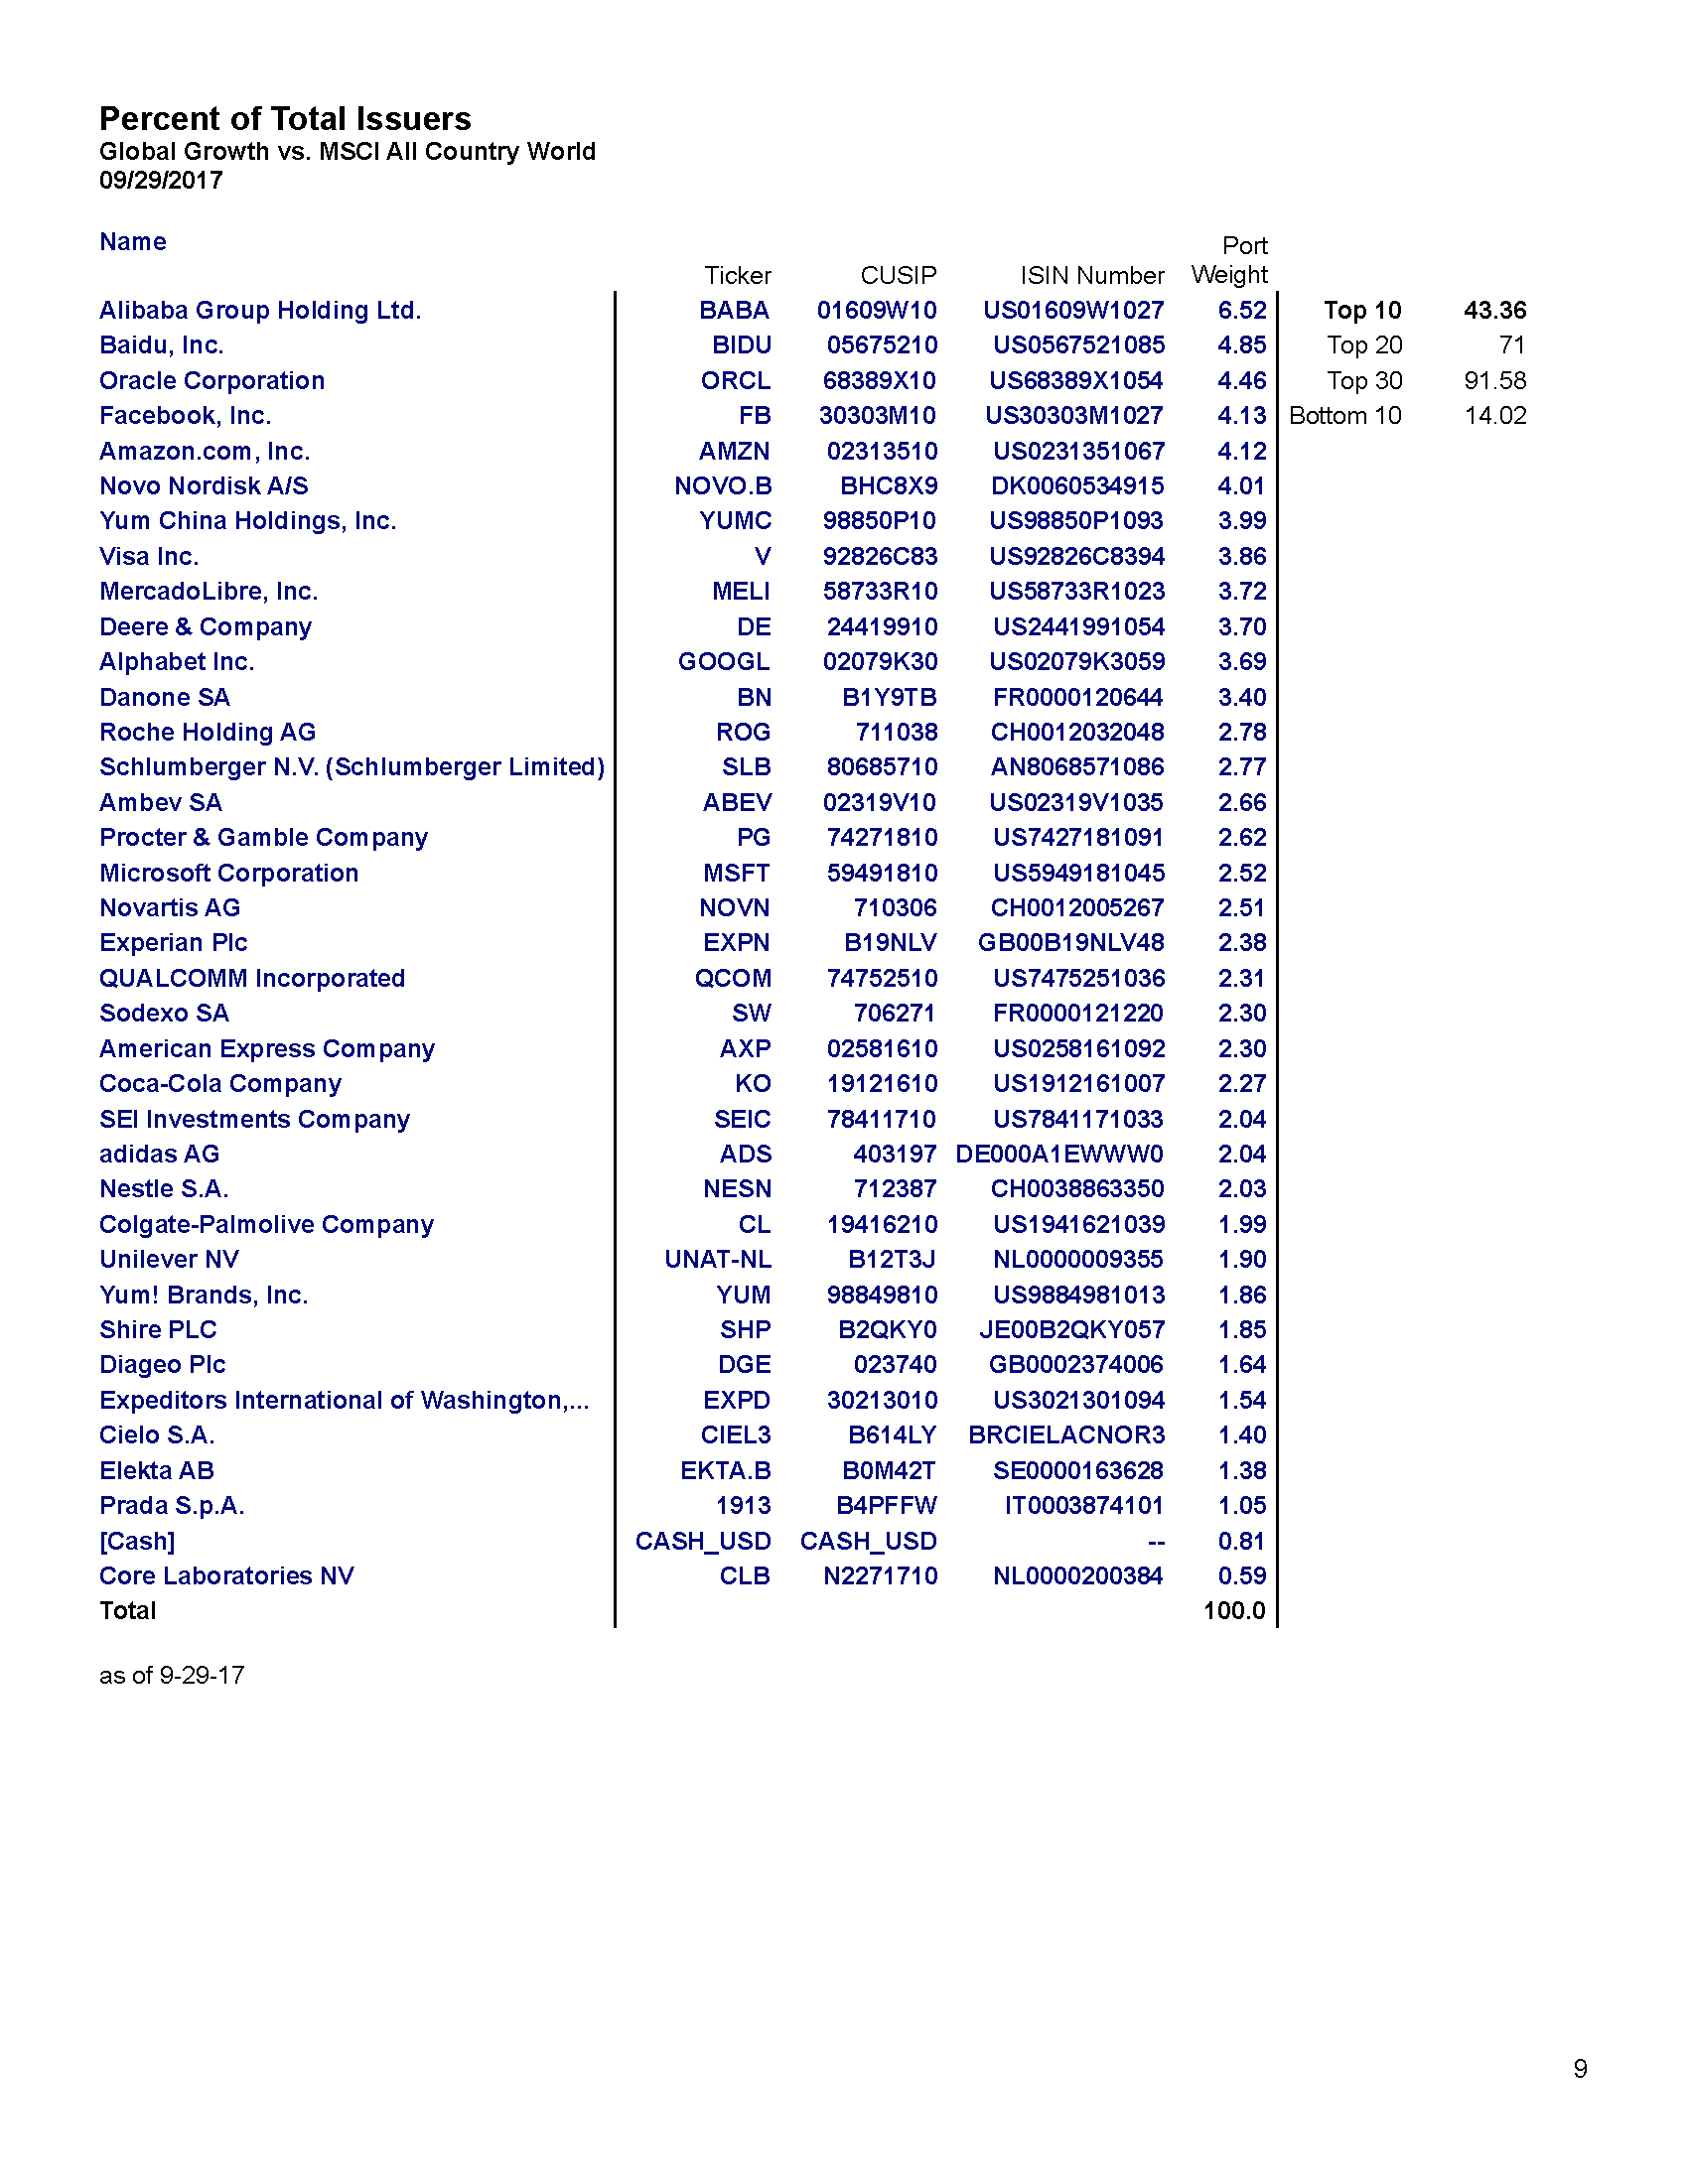 Percent of Total Issuers
Global Growth vs. MSCI All Country World
09/29/2017
Name Port
Ticker CUSIP ISIN Number Weight
Alibaba Group Holding Ltd. BABA 01609W10 US01609W1027 6.52 Top 10 43.36
Baidu, Inc. BIDU 05675210 US0567521085 4.85 Top 20 71
Oracle Corporation ORCL 68389X10 US68389X1054 4.46 Top 30 91.58
Facebook, Inc. FB 30303M10 US30303M1027 4.13 Bottom 10 14.02
Amazon.com, Inc. AMZN 02313510 US0231351067 4.12
Novo Nordisk A/S NOVO.B BHC8X9 DK0060534915 4.01
Yum China Holdings, Inc. YUMC 98850P10 US98850P1093 3.99
Visa Inc. V 92826C83 US92826C8394 3.86
MercadoLibre, Inc. MELI 58733R10 US58733R1023 3.72
Deere & Company DE 24419910 US2441991054 3.70
Alphabet Inc. GOOGL 02079K30 US02079K3059 3.69
Danone SA BN B1Y9TB FR0000120644 3.40
Roche Holding AG ROG 711038 CH0012032048 2.78
Schlumberger N.V. (Schlumberger Limited) SLB 80685710 AN8068571086 2.77
Ambev SA ABEV 02319V10 US02319V1035 2.66
Procter & Gamble Company PG 74271810 US7427181091 2.62
Microsoft Corporation MSFT 59491810 US5949181045 2.52
Novartis AG NOVN 710306 CH0012005267 2.51
Experian Plc EXPN B19NLV GB00B19NLV48 2.38
QUALCOMM Incorporated QCOM 74752510 US7475251036 2.31
Sodexo SA SW 706271 FR0000121220 2.30
American Express Company AXP 02581610 US0258161092 2.30
Coca-Cola Company KO 19121610 US1912161007 2.27
SEI Investments Company SEIC 78411710 US7841171033 2.04
adidas AG ADS 403197 DE000A1EWWW0 2.04
Nestle S.A. NESN 712387 CH0038863350 2.03
Colgate-Palmolive Company CL 19416210 US1941621039 1.99
Unilever NV UNAT-NL B12T3J NL0000009355 1.90
Yum! Brands, Inc. YUM 98849810 US9884981013 1.86
Shire PLC SHP B2QKY0 JE00B2QKY057 1.85
Diageo Plc DGE 023740 GB0002374006 1.64
Expeditors International of Washington,... EXPD 30213010 US3021301094 1.54
Cielo S.A. CIEL3 B614LY BRCIELACNOR3 1.40
Elekta AB EKTA.B B0M42T SE0000163628 1.38
Prada S.p.A. 1913 B4PFFW IT0003874101 1.05
[Cash] CASH_USD CASH_USD -- 0.81
Core Laboratories NV CLB N2271710 NL0000200384 0.59
Total 100.0
as of 9-29-17
9